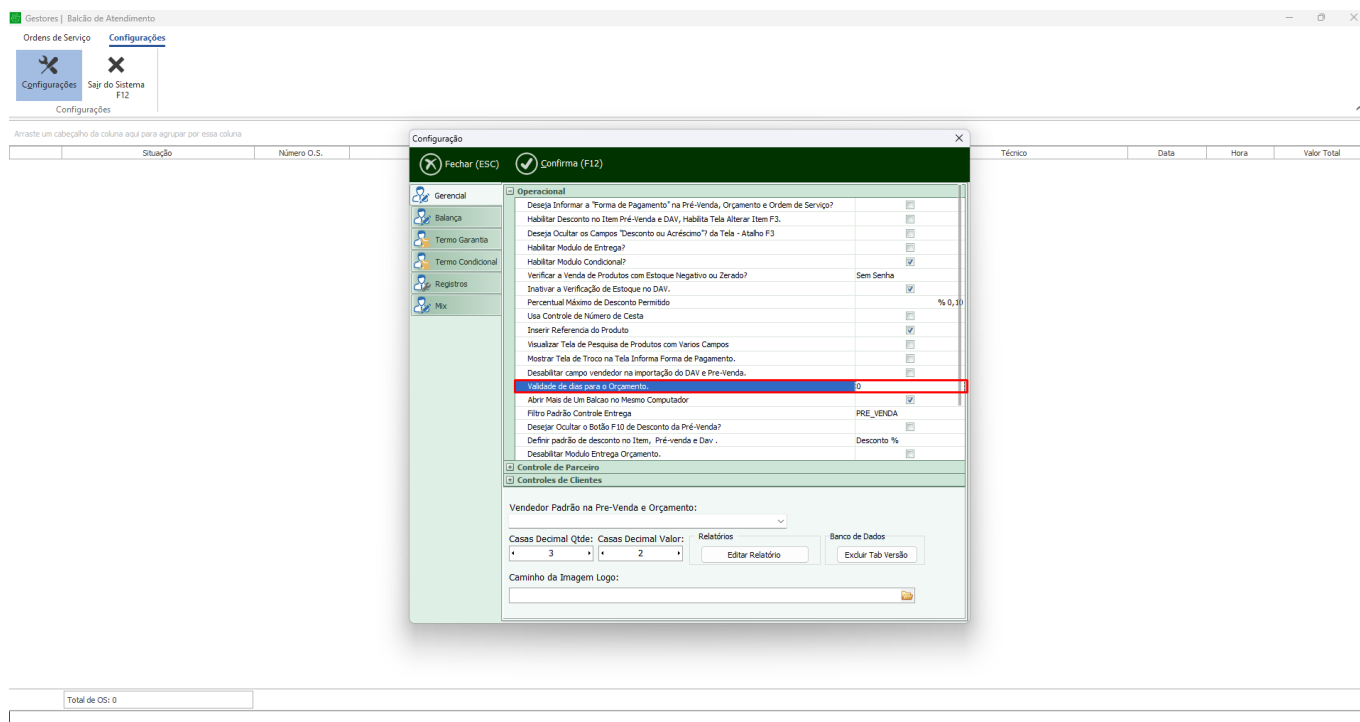 Gestores | Balcão de Atendimento
Ordens de Serviço Configurações
Configurações
Sair do Sistema
F12
Configurações
Arraste um cabeçalho da coluna aqui para agrupar por essa coluna
Situação Número O.S. Técnico Data Hora Valor Total
Configuração
Fechar (ESC) Confirma (F12)
Gerencial
Balança
Termo Garantia
Termo Condicional
Registros
Mix
Operacional
Deseja Informar a "Forma de Pagamento" na Pré-Venda, Orçamento e Ordem de Serviço?
Habilitar Desconto no Item Pré-Venda e DAV, Habilita Tela Alterar Item F3.
Deseja Ocultar os Campos "Desconto ou Acréscimo"? da Tela - Atalho F3
Habilitar Modulo de Entrega?
Habilitar Modulo Condicional?
Verificar a Venda de Produtos com Estoque Negativo ou Zerado? Sem Senha
Inativar a Verificação de Estoque no DAV.
Percentual Máximo de Desconto Permitido % 0,10
Usa Controle de Número de Cesta
Inserir Referencia do Produto
Visualizar Tela de Pesquisa de Produtos com Varios Campos
Mostrar Tela de Troco na Tela Informa Forma de Pagamento.
Desabilitar campo vendedor na importação do DAV e Pre-Venda.
Validade de dias para o Orçamento. 0
Abrir Mais de Um Balcao no Mesmo Computador
Filtro Padrão Controle Entrega PRE_VENDA
Desejar Ocultar o Botão F10 de Desconto da Pré-Venda?
Definir padrão de desconto no Item, Pré-venda e Dav . Desconto %
Desabilitar Modulo Entrega Orçamento.
Controle de Parceiro
Controles de Clientes
Vendedor Padrão na Pre-Venda e Orçamento:
Casas Decimal Qtde: Casas Decimal Valor: Relatórios Banco de Dados
3 2 Editar Relatório Excluir Tab Versão
Caminho da Imagem Logo:
Total de OS: 0